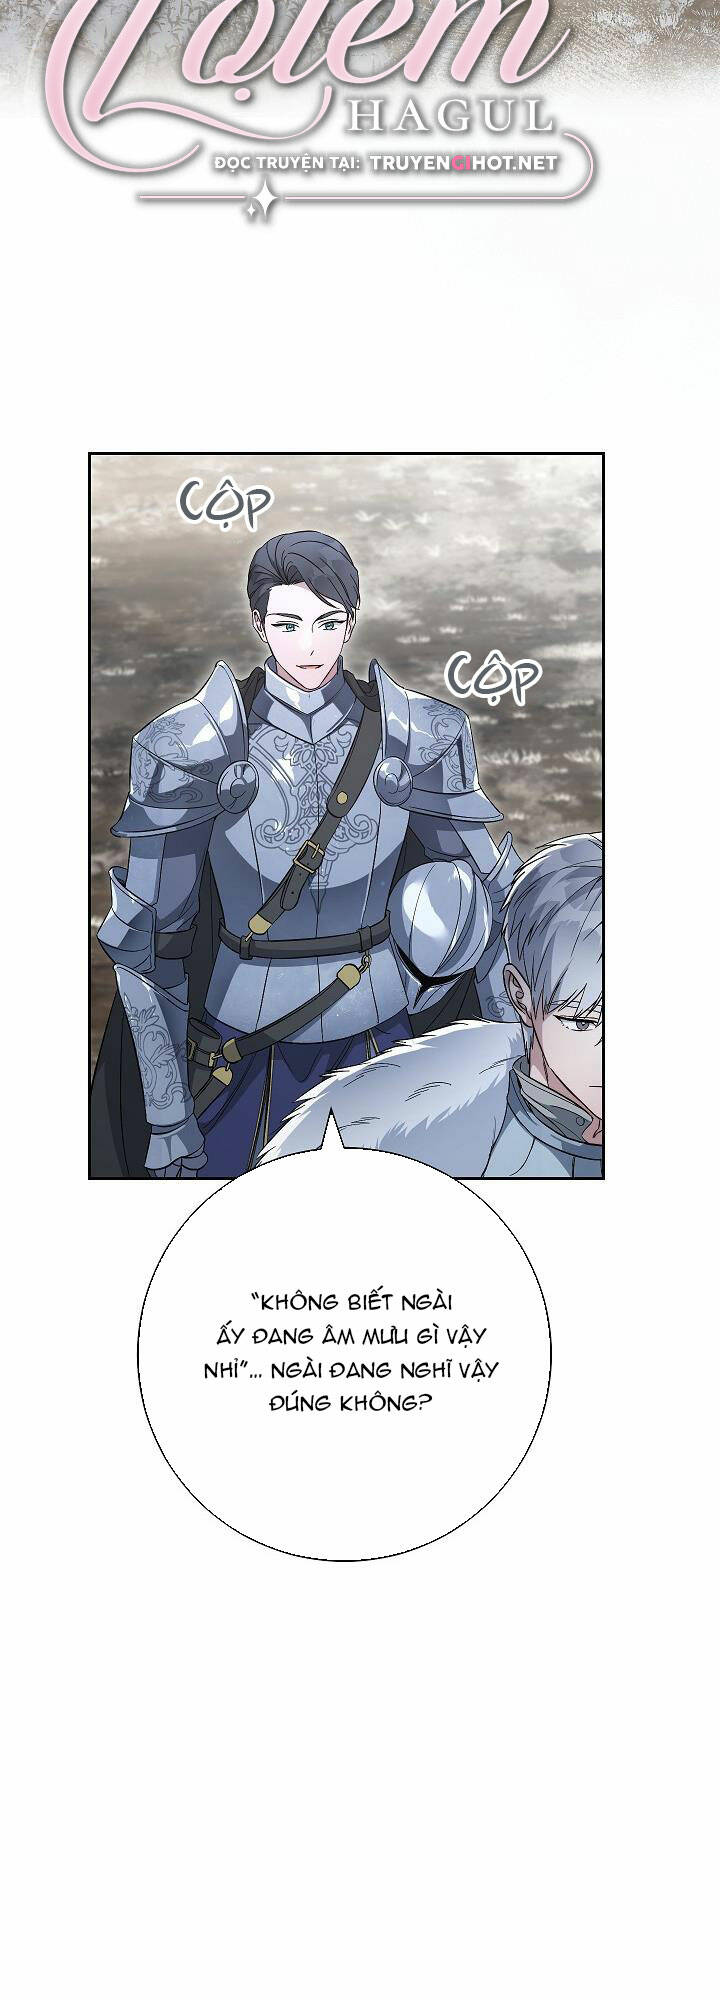 Lọlem
HAGUL
ĐỌC TRUYỆN TẠI: TRUYENGIHOT.NET
CỘP
CỘP
“KHÔNG BIẾT NGÀI
ẤY ĐANG ÂM MƯU GÌ VẬY
NHỈ”... NGÀI ĐANG NGHĨ VẬY
ĐÚNG KHÔNG?